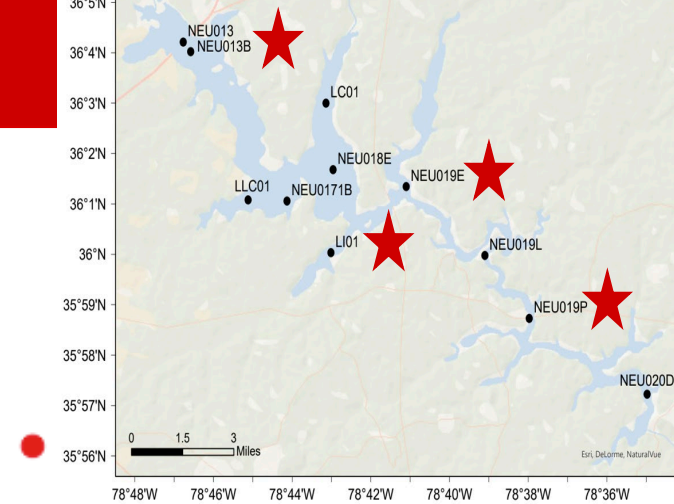 36°5'N
36°4'N
36°3'N
36°2'N
36°1'N
36°N
35°59'N
35°58'N
35°57'N
35°56'N
NEU013
NEU013B
LC01
NEU018E
NEU019E
LLC01
NEU0171B
LI01
NEU019L
NEU019P
NEU020D
0 1.5 3
Miles
Esri, DeLorme, NaturalVue
78°48'W 78°46'W 78°44'W 78°42'W 78°40'W 78°38'W 78°36'W